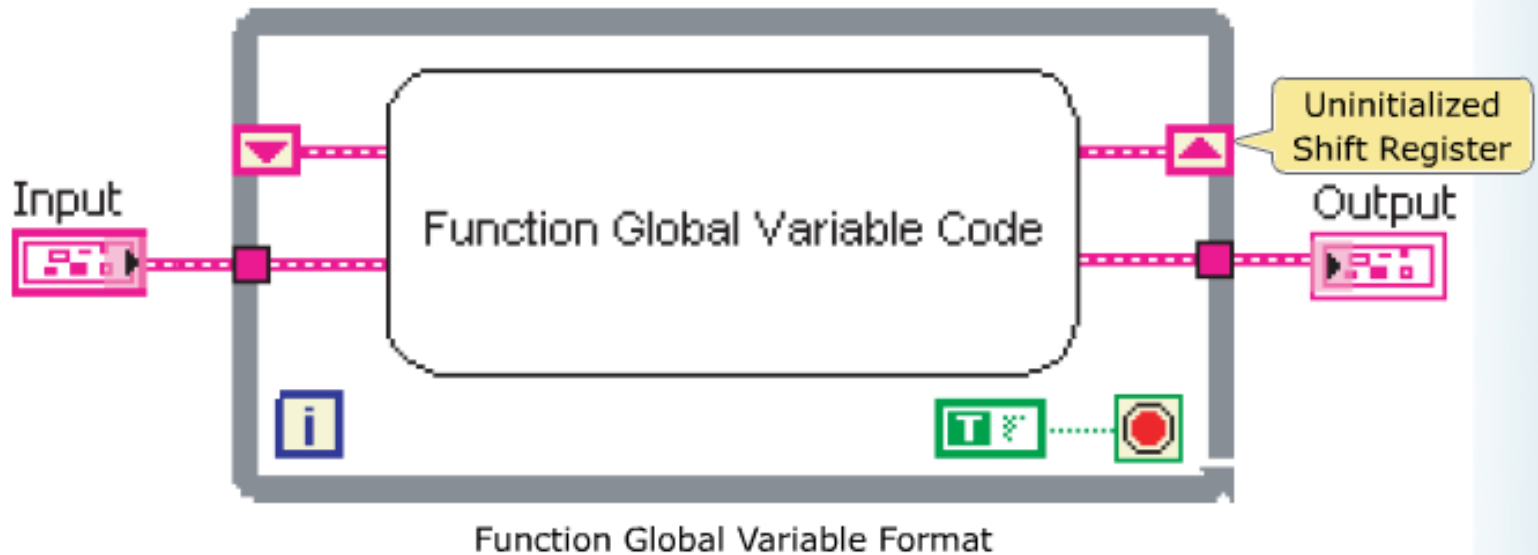 Uninitialized
Shift Register
Input
Output
Function Global Variable Code
i
T
Function Global Variable Format